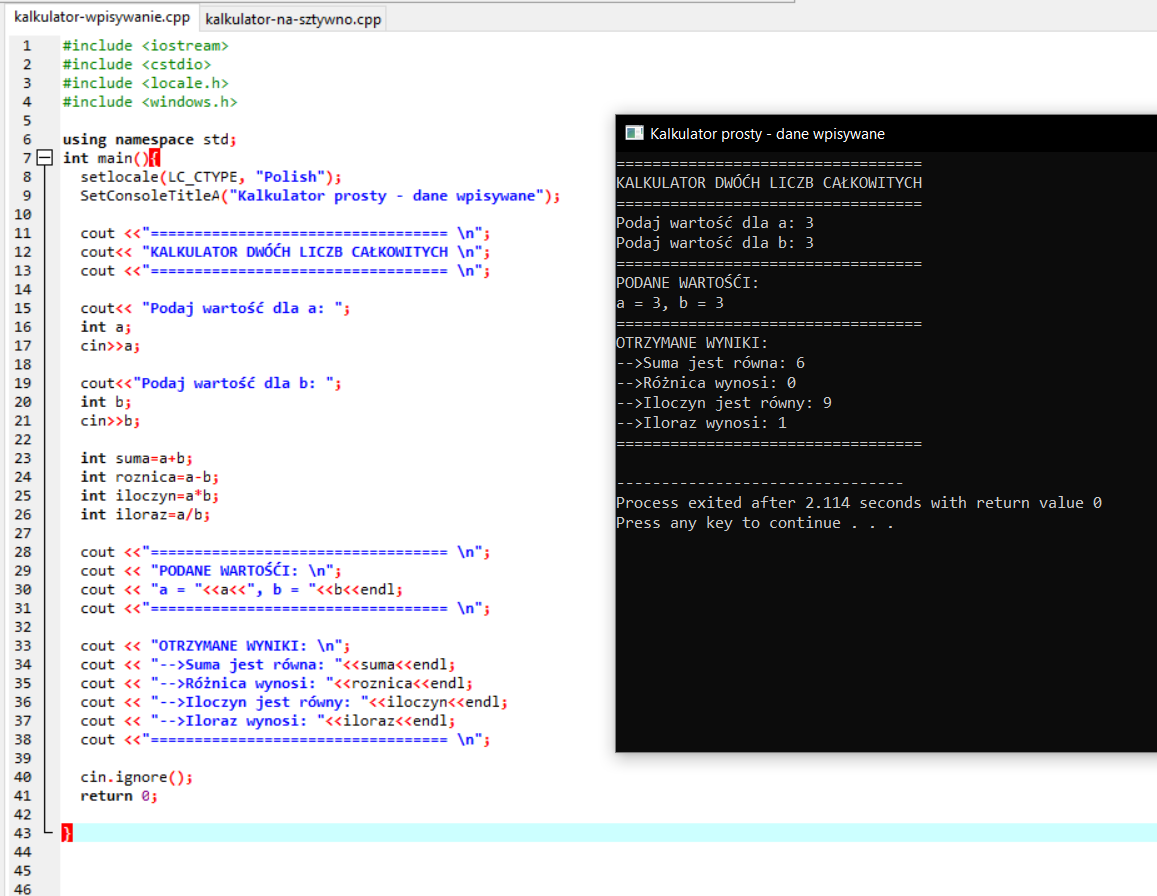 kalkulator-wpisywanie.cpp kalkulator-na-sztywno.cpp
1 #include <iostream>
2 #include <cstdio>
3 #include <locale.h>
4 #include <windows.h>
5
6 using namespace std;
7 int main(){
8 setlocale(LC_CTYPE, "Polish");
9 SetConsoleTitleA("Kalkulator prosty - dane wpisywane");
10
11 cout <<"================================== \n";
12 cout<< "KALKULATOR DWÓĆH LICZB CAŁKOWITYCH \n";
13 cout <<"================================== \n";
14
15 cout<< "Podaj wartość dla a: ";
16 int a;
17 cin>>a;
18
19 cout<<"Podaj wartość dla b: ";
20 int b;
21 cin>>b;
22
23 int suma=a+b;
24 int roznica=a-b;
25 int iloczyn=a*b;
26 int iloraz=a/b;
27
28 cout <<"================================== \n";
29 cout << "PODANE WARTOŚĆI: \n";
30 cout << "a = "<<a<<", b = "<<b<<endl;
31 cout <<"================================== \n";
32
33 cout << "OTRZYMANE WYNIKI: \n";
34 cout << "-->Suma jest równa: "<<suma<<endl;
35 cout << "-->Różnica wynosi: "<<roznica<<endl;
36 cout << "-->Iloczyn jest równy: "<<iloczyn<<endl;
37 cout << "-->Iloraz wynosi: "<<iloraz<<endl;
38 cout <<"================================== \n";
39
40 cin.ignore();
41 return 0;
42
43 }
44
45
46
Kalkulator prosty - dane wpisywane
==================================
KALKULATOR DWÓĆH LICZB CAŁKOWITYCH
==================================
Podaj wartość dla a: 3
Podaj wartość dla b: 3
==================================
PODANE WARTOŚĆI:
a = 3, b = 3
==================================
OTRZYMANE WYNIKI:
-->Suma jest równa: 6
-->Różnica wynosi: 0
-->Iloczyn jest równy: 9
-->Iloraz wynosi: 1
==================================
--------------------------------
Process exited after 2.114 seconds with return value 0
Press any key to continue . . .